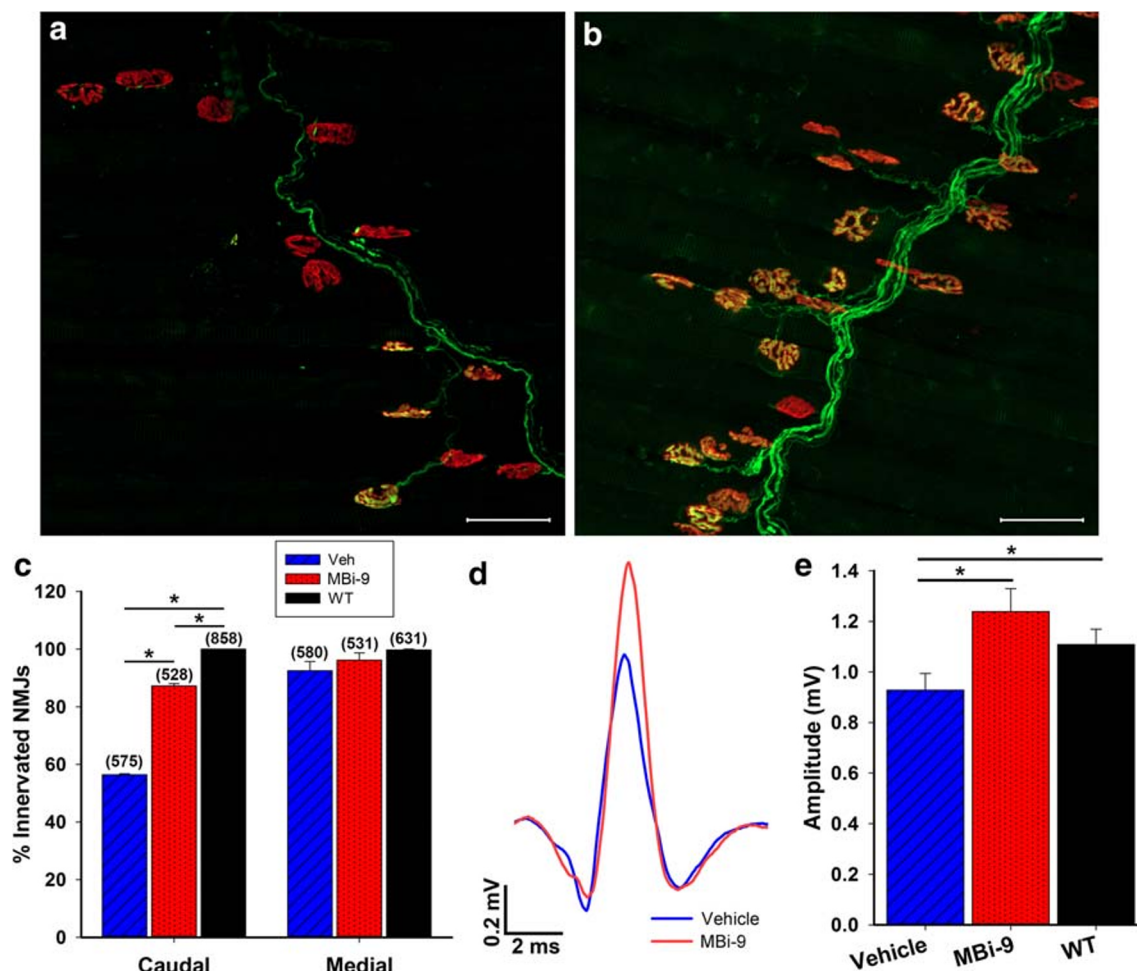 a
b
c
Veh
MBi-9
WT
120
100
80
60
40
20
0
% Innervated NMJs
*
*
*
(575)
(528)
(858)
(580)
(531)
(631)
Caudal
Medial
d
0.2 mV
2 ms
Vehicle
MBi-9
e
*
*
1.4
1.2
1.0
0.8
0.6
0.4
0.2
0.0
Amplitude (mV)
Vehicle
MBi-9
WT